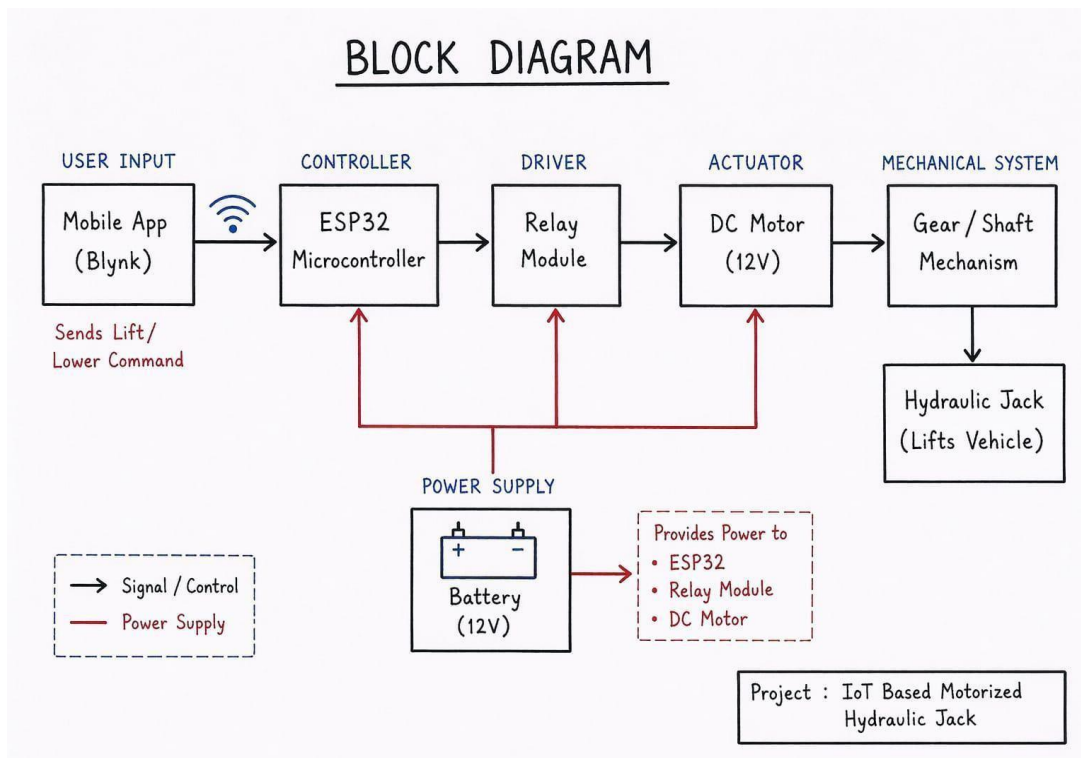 BLOCK DIAGRAM
USER INPUT
Mobile App
(Blynk)
Sends Lift/
Lower Command
CONTROLLER
ESP32
Microcontroller
DRIVER
Relay
Module
ACTUATOR
DC Motor
(12V)
MECHANICAL SYSTEM
Gear / Shaft
Mechanism
Hydraulic Jack
(Lifts Vehicle)
POWER SUPPLY
+ −
Battery
(12V)
Provides Power to
• ESP32
• Relay Module
• DC Motor
Signal / Control
Power Supply
Project : IoT Based Motorized
Hydraulic Jack